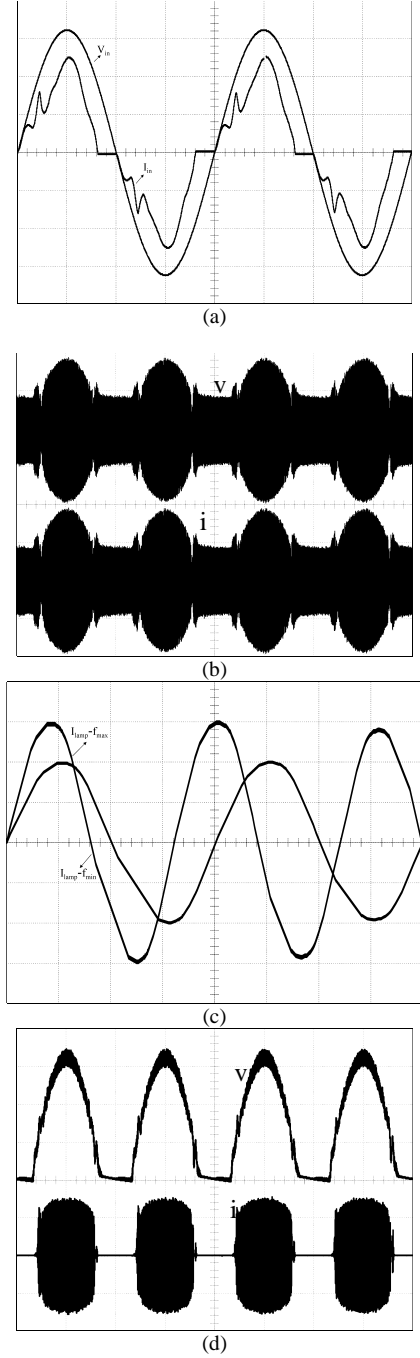 V_in
I_in
(a)
v
i
(b)
I_lamp-f_max
I_lamp-f_min
(c)
v
i
(d)